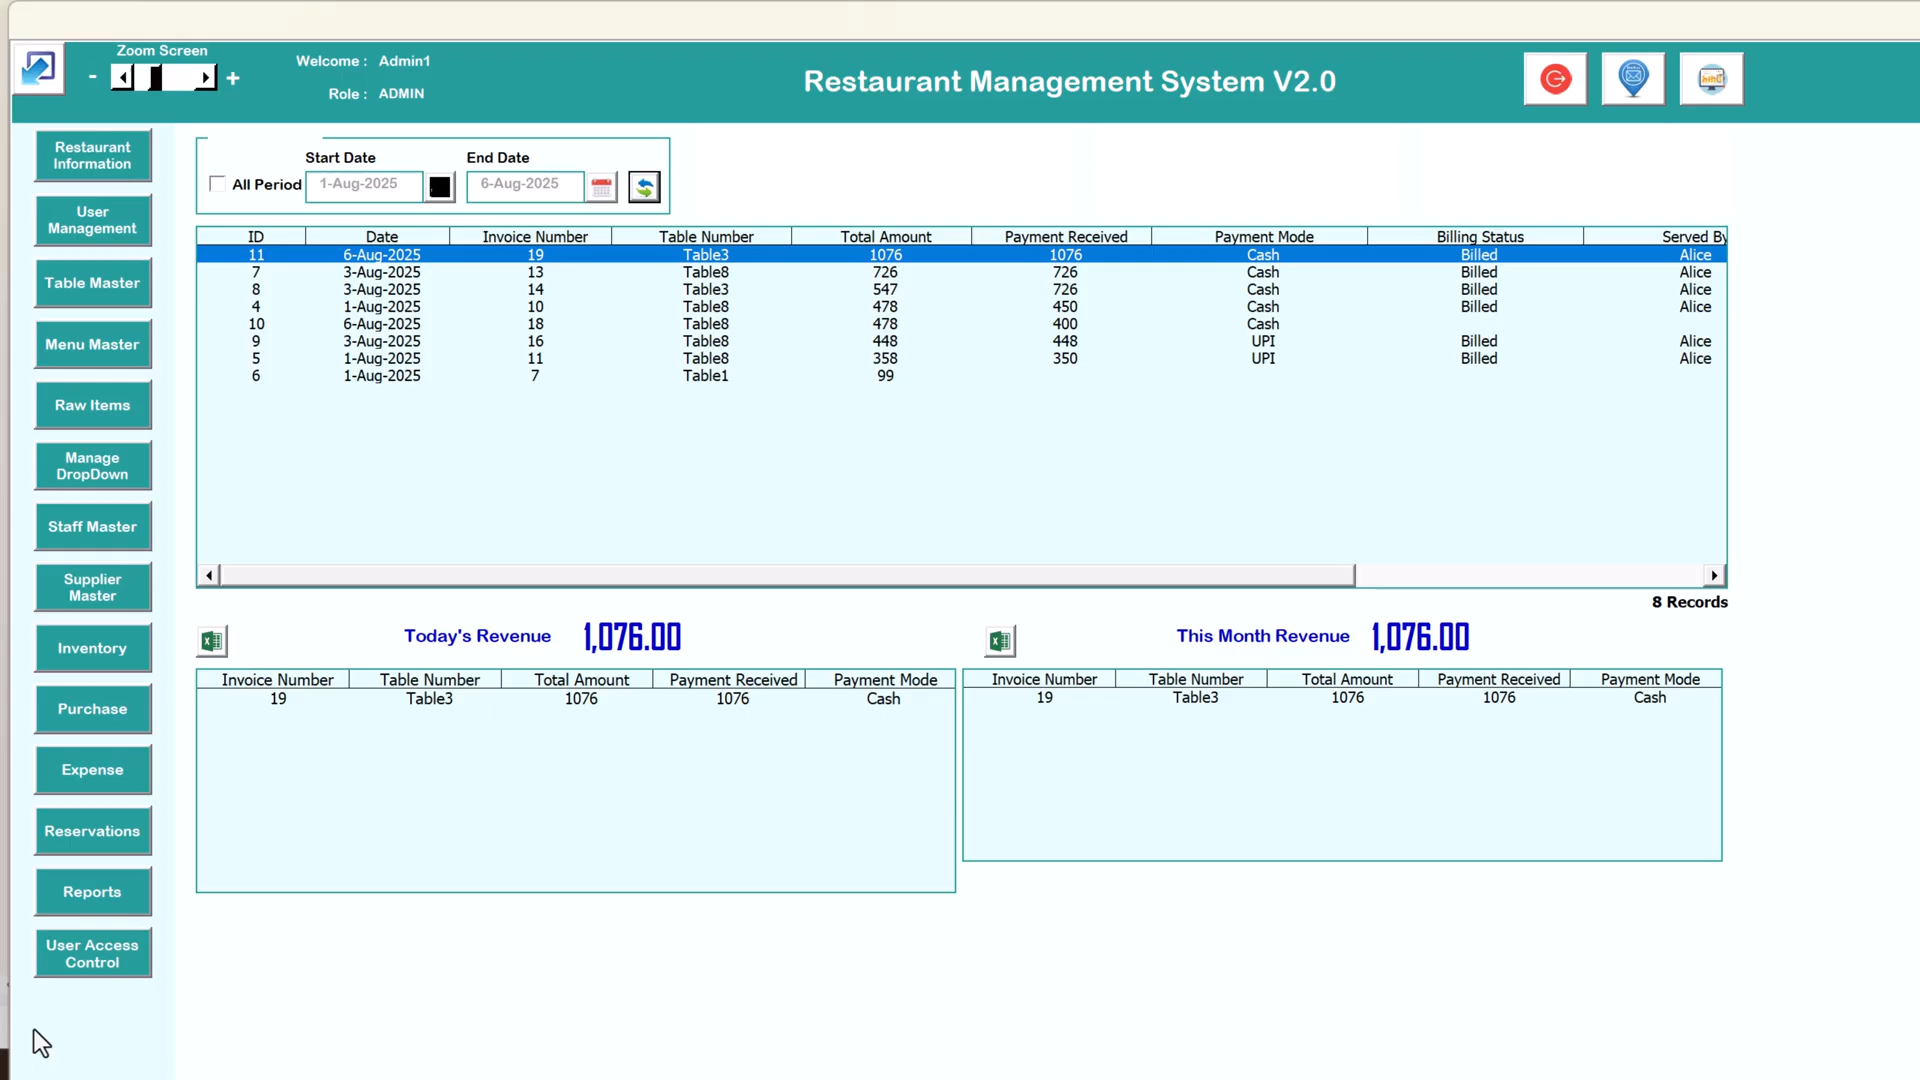 Zoom Screen
- +
Welcome : Admin1
Role : ADMIN
Restaurant Management System V2.0
Restaurant
Information
User
Management
Table Master
Menu Master
Raw Items
Manage
DropDown
Staff Master
Supplier
Master
Inventory
Purchase
Expense
Reservations
Reports
User Access
Control
Start Date End Date
All Period 1-Aug-2025 6-Aug-2025
ID Date Invoice Number Table Number Total Amount Payment Received Payment Mode Billing Status Served By
11 6-Aug-2025 19 Table3 1076 1076 Cash Billed Alice
7 3-Aug-2025 13 Table8 726 726 Cash Billed Alice
8 3-Aug-2025 14 Table3 547 726 Cash Billed Alice
4 1-Aug-2025 10 Table8 478 450 Cash Billed Alice
10 6-Aug-2025 18 Table8 478 400 Cash
9 3-Aug-2025 16 Table8 448 448 UPI Billed Alice
5 1-Aug-2025 11 Table8 358 350 UPI Billed Alice
6 1-Aug-2025 7 Table1 99
8 Records
Today's Revenue 1,076.00
Invoice Number Table Number Total Amount Payment Received Payment Mode
19 Table3 1076 1076 Cash
This Month Revenue 1,076.00
Invoice Number Table Number Total Amount Payment Received Payment Mode
19 Table3 1076 1076 Cash